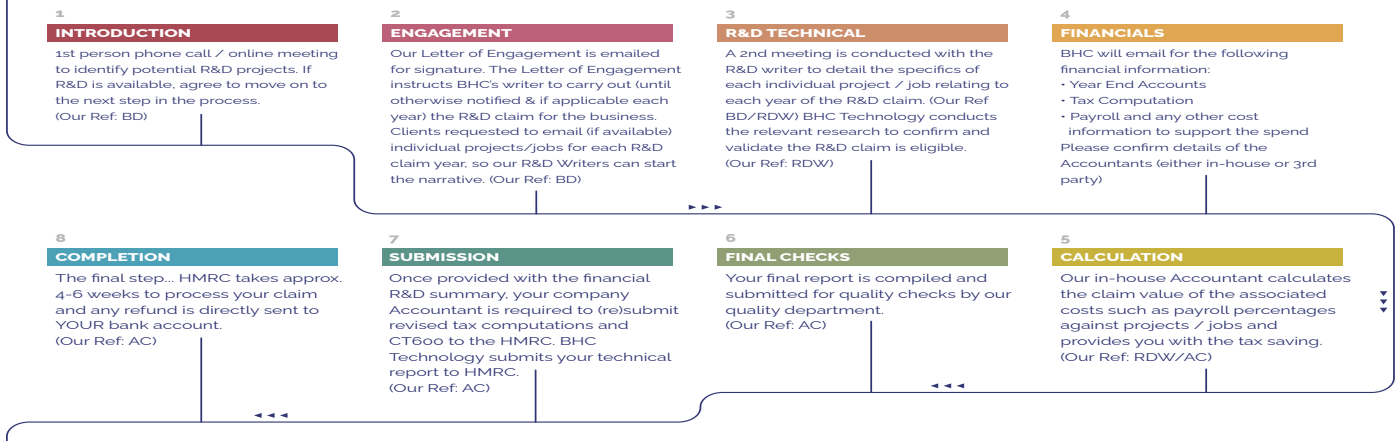 1
INTRODUCTION
1st person phone call / online meeting
to identify potential R&D projects. If
R&D is available, agree to move on to
the next step in the process.
(Our Ref: BD)
2
ENGAGEMENT
Our Letter of Engagement is emailed
for signature. The Letter of Engagement
instructs BHC's writer to carry out (until
otherwise notified & if applicable each
year) the R&D claim for the business.
Clients requested to email (if available)
individual projects/jobs for each R&D
claim year, so our R&D Writers can start
the narrative. (Our Ref: BD)
3
R&D TECHNICAL
A 2nd meeting is conducted with the
R&D writer to detail the specifics of
each individual project / job relating to
each year of the R&D claim. (Our Ref
BD/RDW) BHC Technology conducts
the relevant research to confirm and
validate the R&D claim is eligible.
(Our Ref: RDW)
4
FINANCIALS
BHC will email for the following
financial information:
• Year End Accounts
• Tax Computation
• Payroll and any other cost
information to support the spend
Please confirm details of the
Accountants (either in-house or 3rd
party)
5
CALCULATION
Our in-house Accountant calculates
the claim value of the associated
costs such as payroll percentages
against projects / jobs and
provides you with the tax saving.
(Our Ref: RDW/AC)
6
FINAL CHECKS
Your final report is compiled and
submitted for quality checks by our
quality department.
(Our Ref: AC)
7
SUBMISSION
Once provided with the financial
R&D summary, your company
Accountant is required to (re)submit
revised tax computations and
CT600 to the HMRC. BHC
Technology submits your technical
report to HMRC.
(Our Ref: AC)
8
COMPLETION
The final step... HMRC takes approx.
4-6 weeks to process your claim
and any refund is directly sent to
YOUR bank account.
(Our Ref: AC)